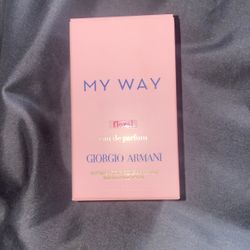 MY WAY
floral
eau de parfum
GIORGIO ARMANI